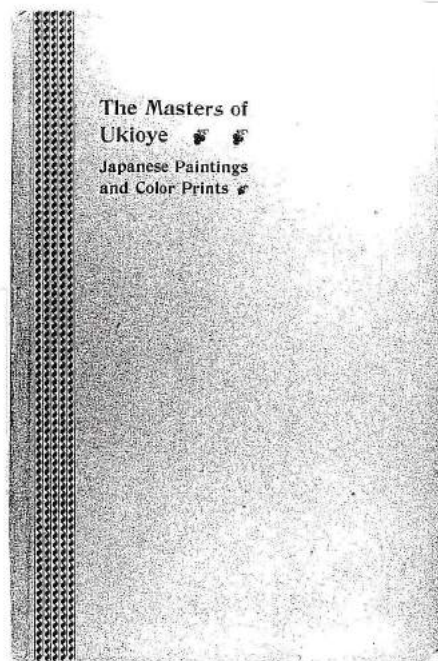 The Masters of
Ukioye
Japanese Paintings
and Color Prints